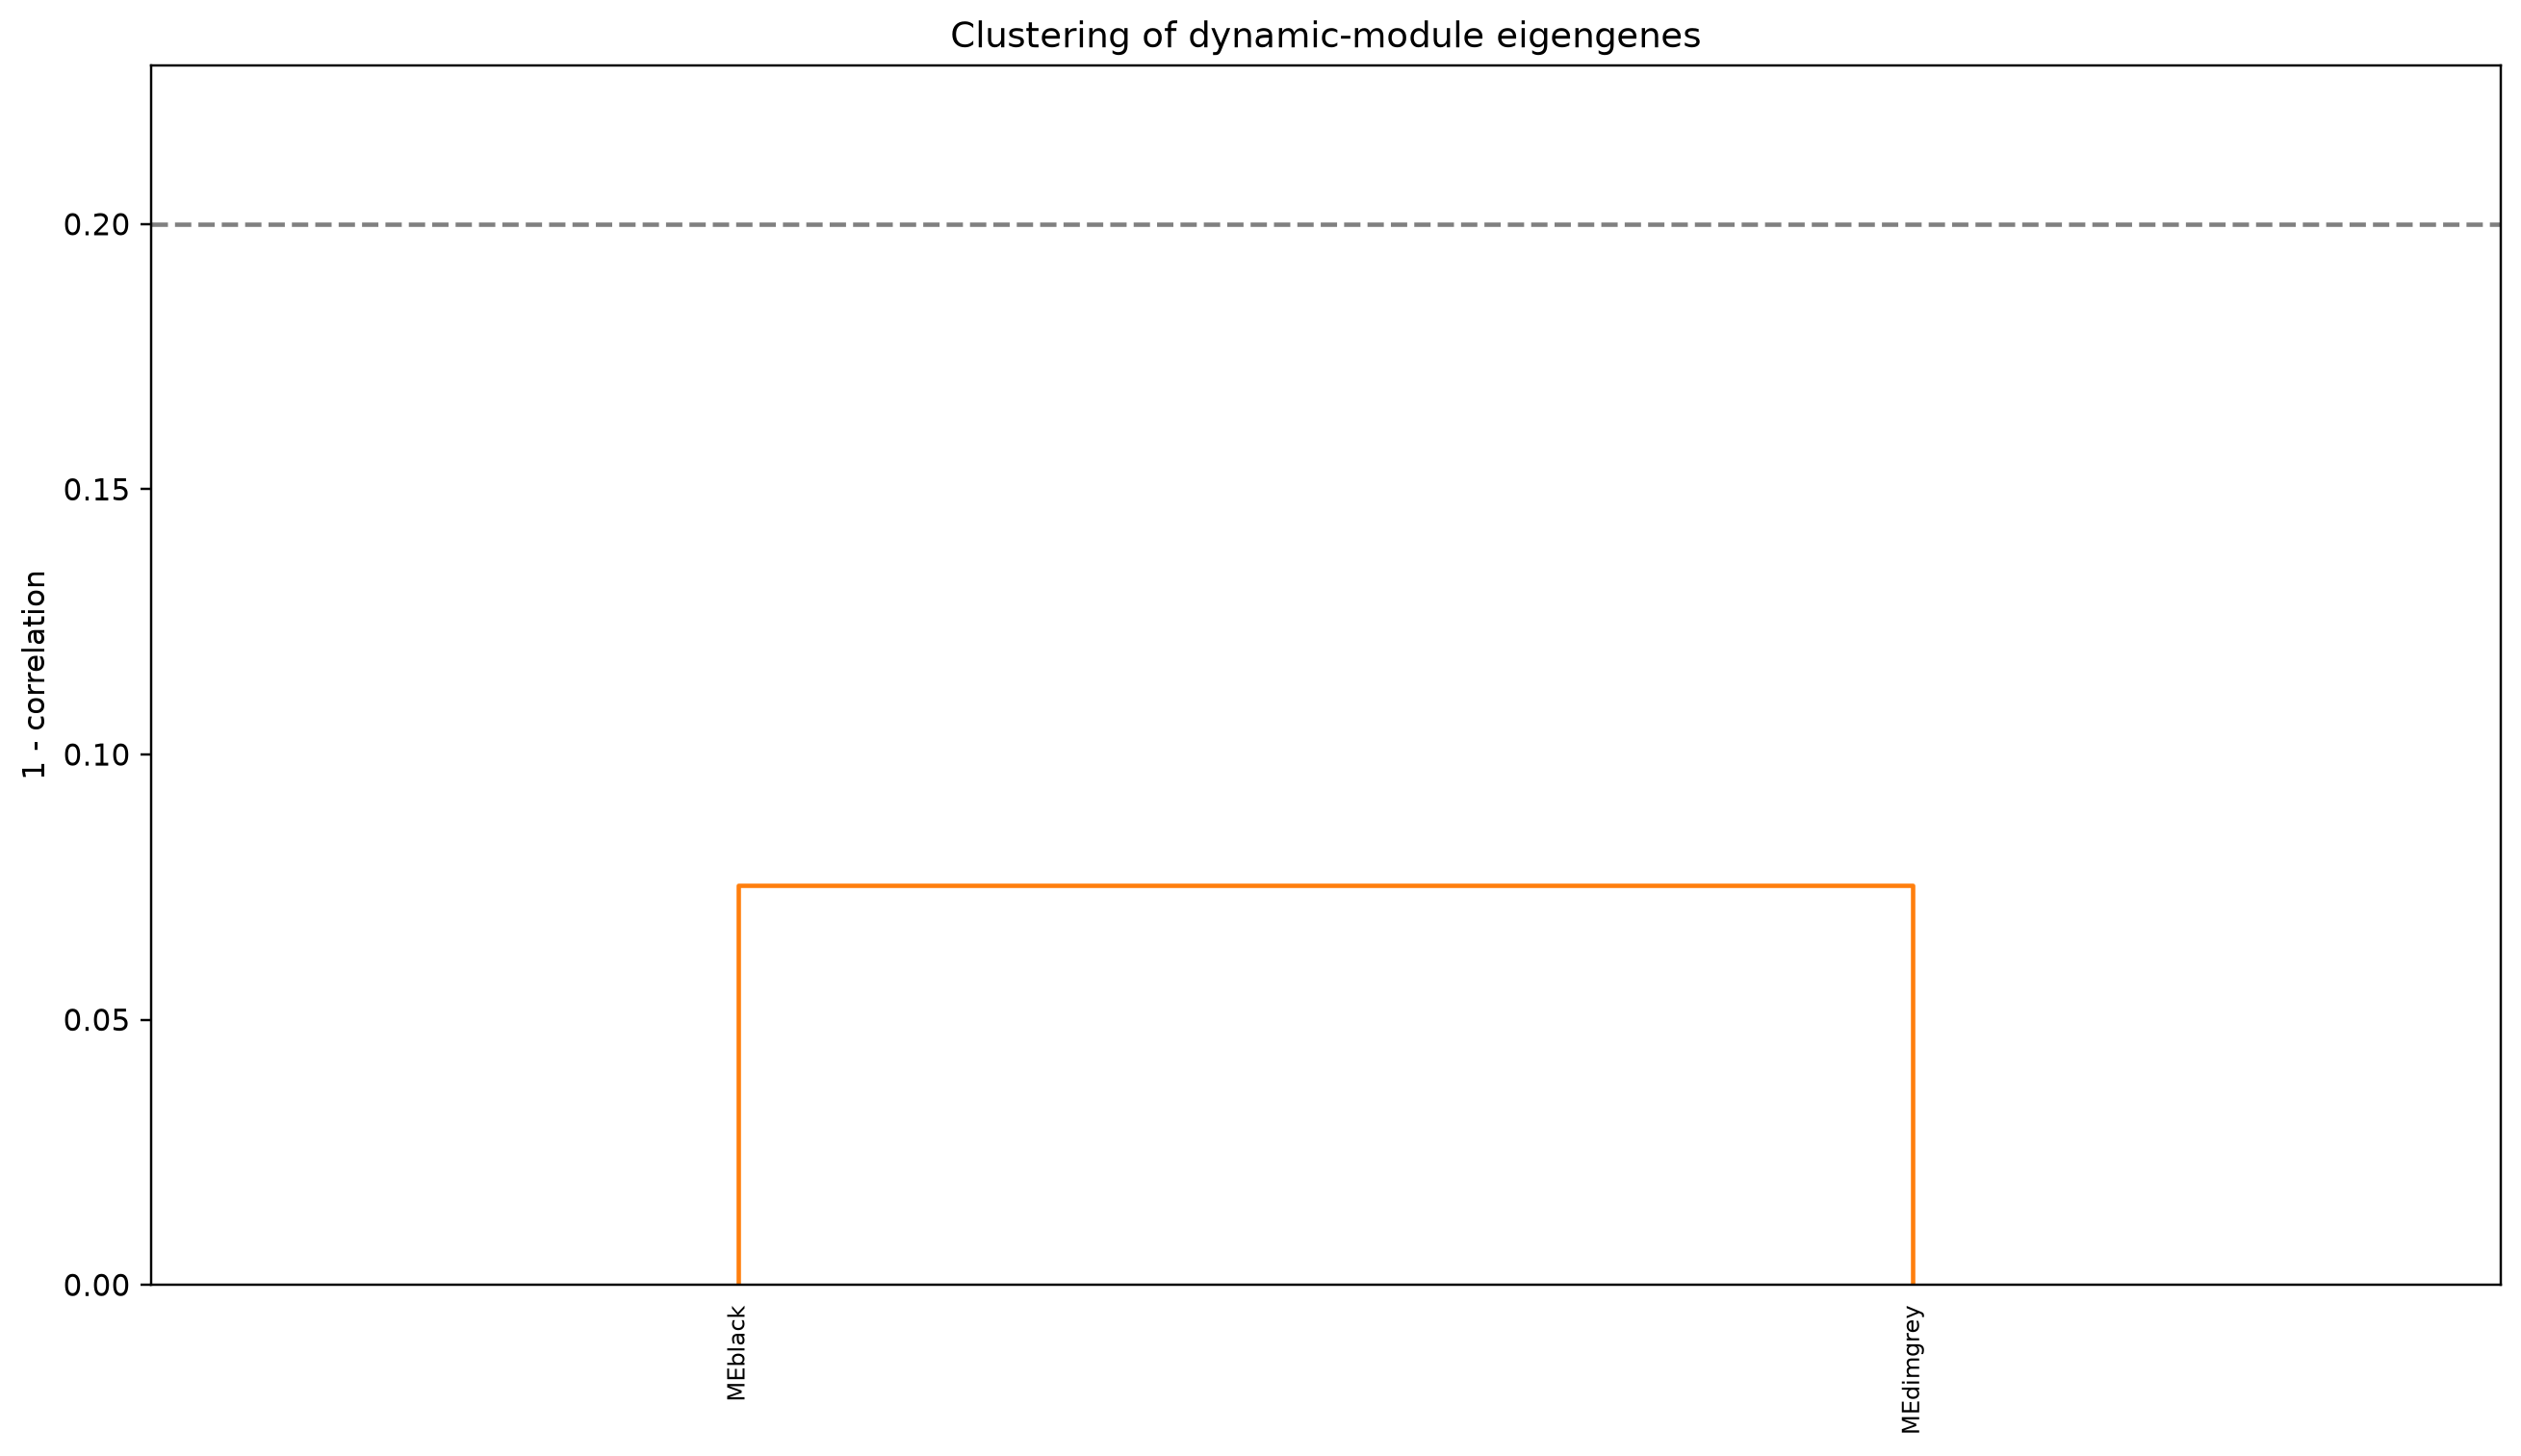 Clustering of dynamic-module eigengenes
1 - correlation
0.20
0.15
0.10
0.05
0.00
MEblack
MEdimgrey